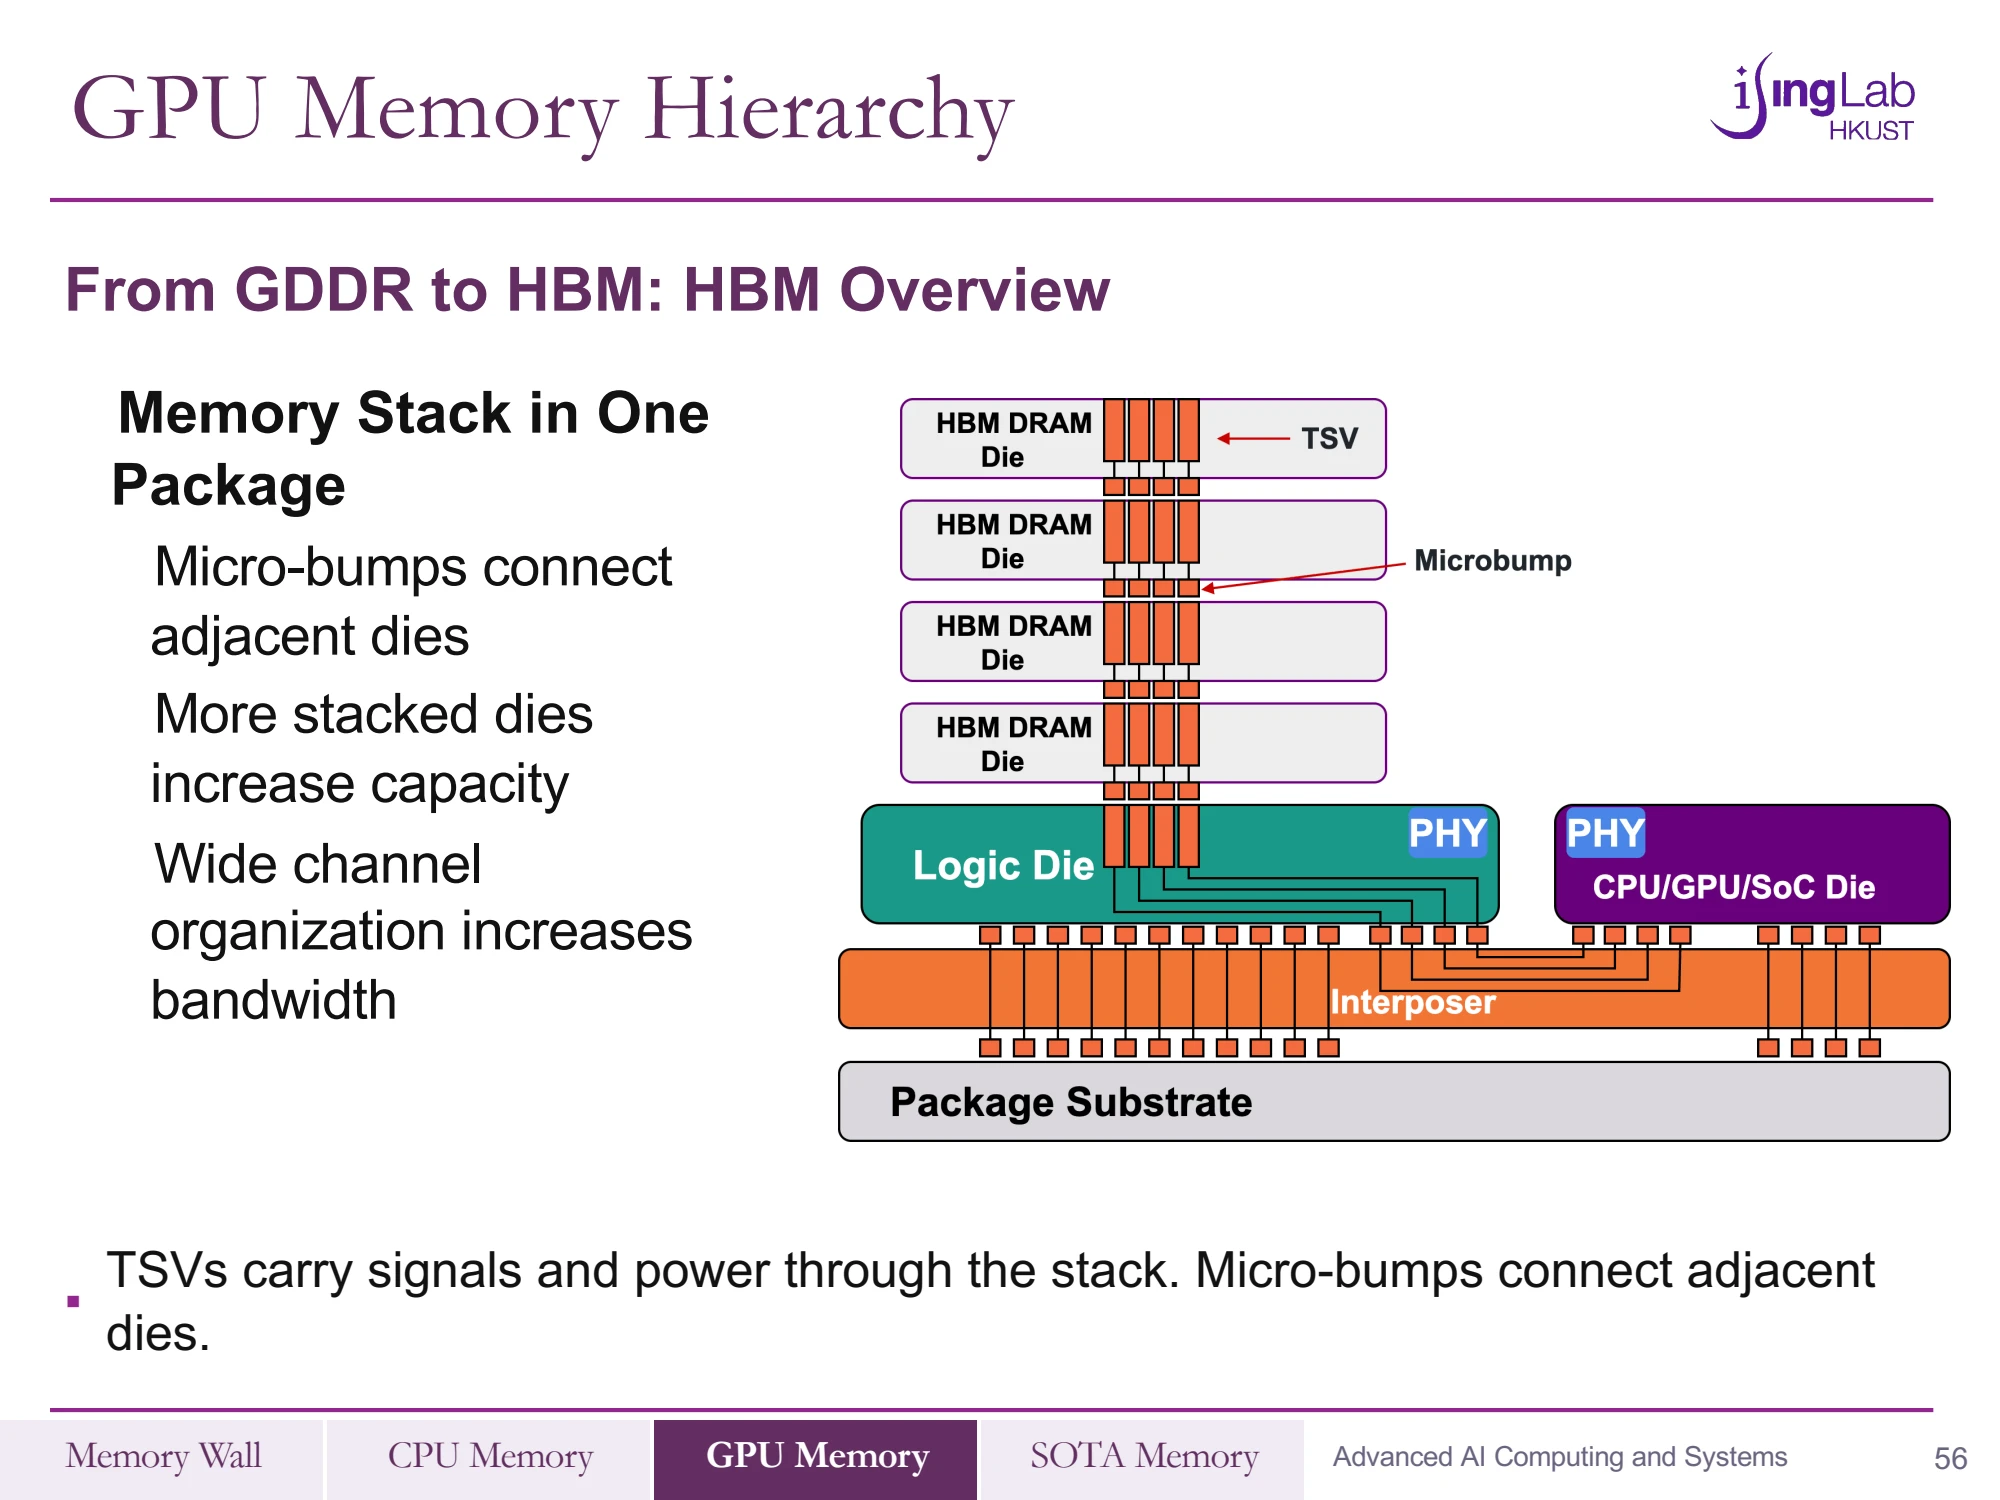 GPU Memory Hierarchy
isingLab
HKUST
From GDDR to HBM: HBM Overview
Memory Stack in One
Package
Micro-bumps connect
adjacent dies
More stacked dies
increase capacity
Wide channel
organization increases
bandwidth
HBM DRAM
Die
TSV
HBM DRAM
Die
Microbump
HBM DRAM
Die
HBM DRAM
Die
Logic Die
PHY
PHY
CPU/GPU/SoC Die
Interposer
Package Substrate
TSVs carry signals and power through the stack. Micro-bumps connect adjacent
dies.
Memory Wall
CPU Memory
GPU Memory
SOTA Memory
Advanced AI Computing and Systems
56